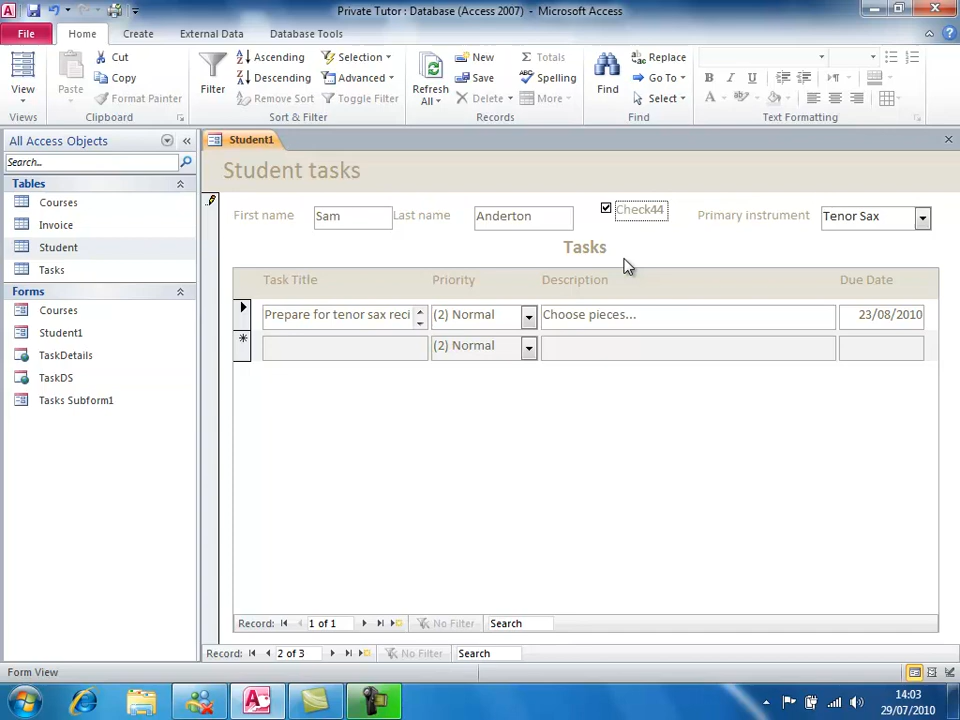 Private Tutor : Database (Access 2007) - Microsoft Access
File Home Create External Data Database Tools
View
Views
Paste
Cut
Copy
Format Painter
Clipboard
Filter
Ascending
Descending
Remove Sort
Selection
Advanced
Toggle Filter
Sort & Filter
Refresh
All
New
Save
Delete
Totals
Spelling
More
Records
Find
Replace
Go To
Select
Find
B I U
A ab
Text Formatting
All Access Objects
Search..
Tables
Courses
Invoice
Student
Tasks
Forms
Courses
Student1
TaskDetails
TaskDS
Tasks Subform1
Student1
Student tasks
First name Sam Last name Anderton Check44 Primary instrument Tenor Sax
Tasks
Task Title Priority Description Due Date
Prepare for tenor sax reci (2) Normal Choose pieces... 23/08/2010
(2) Normal
Record: 1 of 1 No Filter Search
Record: 2 of 3 No Filter Search
Form View
14:03
29/07/2010